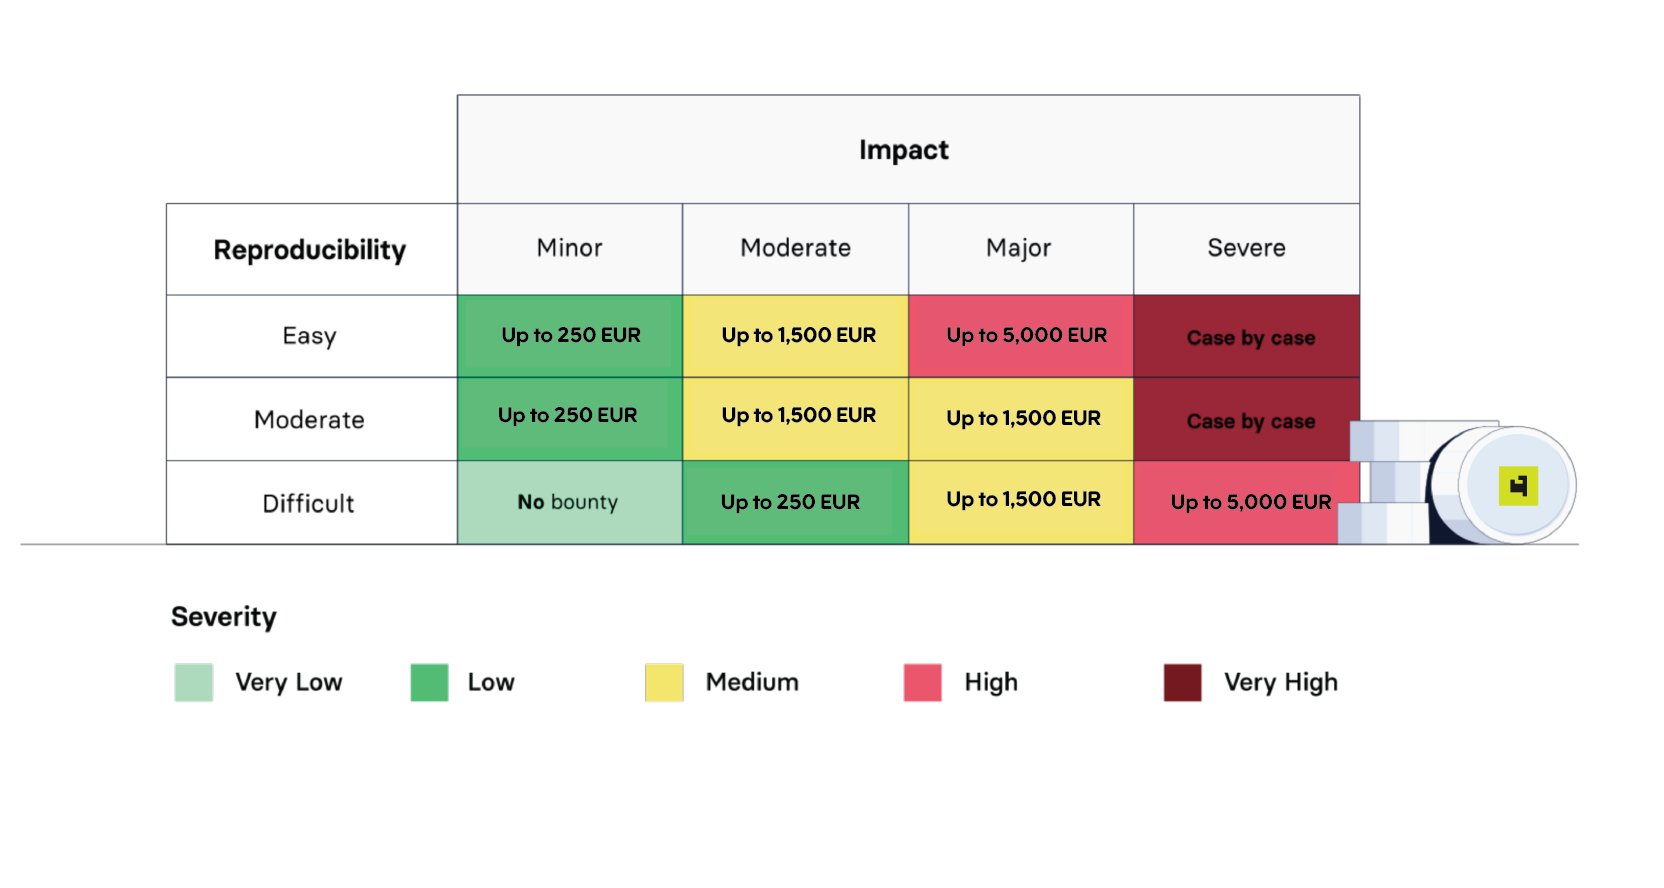 Impact
Reproducibility Minor Moderate Major Severe
Easy Up to 250 EUR Up to 1,500 EUR Up to 5,000 EUR Case by case
Moderate Up to 250 EUR Up to 1,500 EUR Up to 1,500 EUR Case by case
Difficult No bounty Up to 250 EUR Up to 1,500 EUR Up to 5,000 EUR
Severity
Very Low Low Medium High Very High